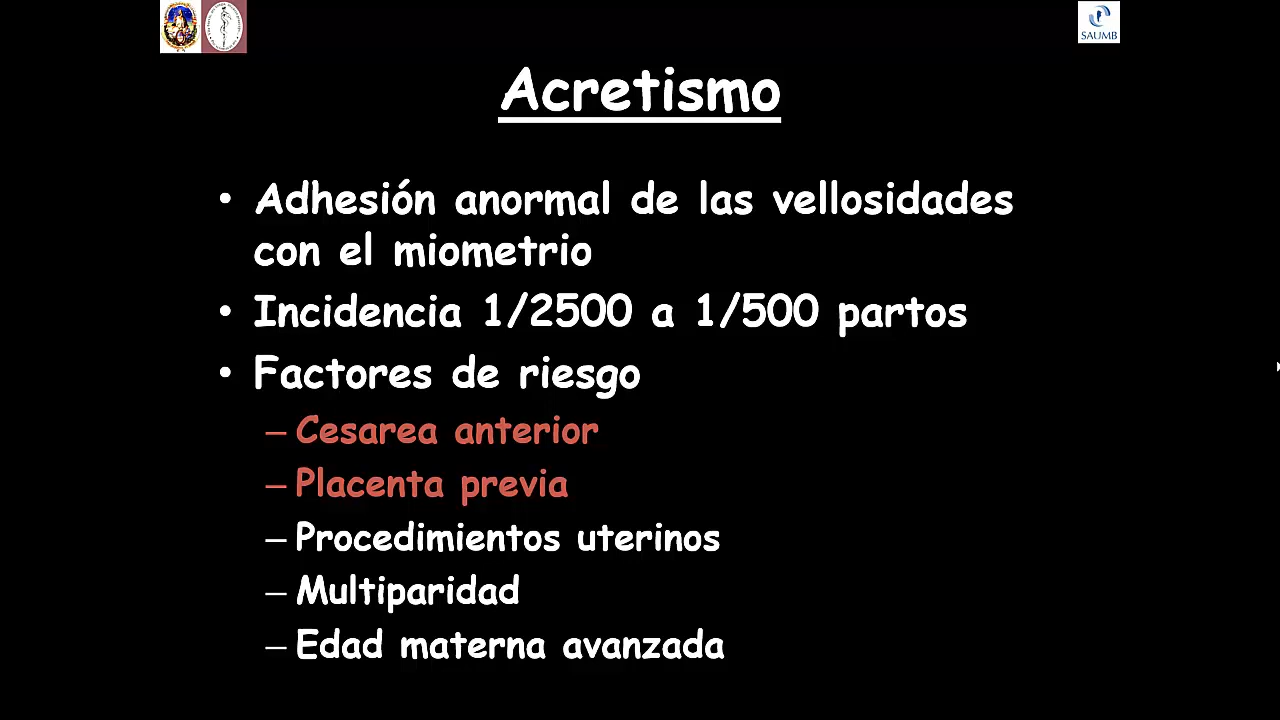 SAUMB
Acretismo
• Adhesión anormal de las vellosidades
con el miometrio
• Incidencia 1/2500 a 1/500 partos
• Factores de riesgo
– Cesarea anterior
– Placenta previa
– Procedimientos uterinos
– Multiparidad
– Edad materna avanzada